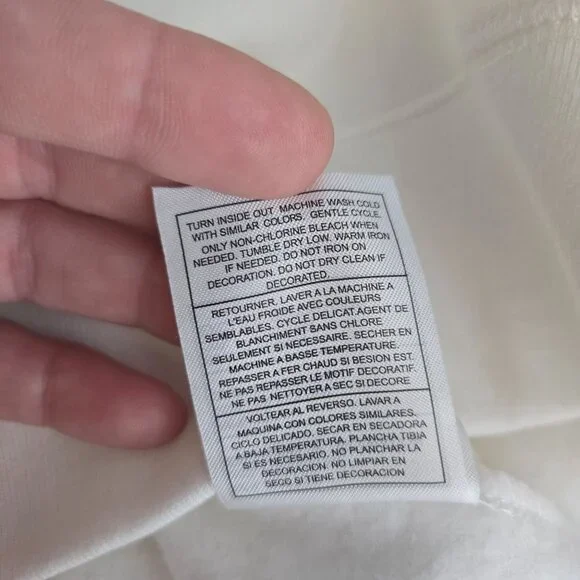 TURN INSIDE OUT MACHINE WASH COLD
WITH SIMILAR COLORS. GENTLE CYCLE.
ONLY NON-CHLORINE BLEACH WHEN
NEEDED. TUMBLE DRY LOW. WARM IRON
IF NEEDED. DO NOT IRON ON
DECORATION. DO NOT DRY CLEAN IF
DECORATED.
RETOURNER. LAVER A LA MACHINE A
L'EAU FROIDE AVEC COULEURS
SEMBLABLES. CYCLE DELICAT. AGENT DE
BLANCHIMENT SANS CHLORE
SEULEMENT SI NECESSAIRE. SECHER EN
MACHINE A BASSE TEMPERATURE.
REPASSER A FER CHAUD SI BESION EST.
NE PAS REPASSER LE MOTIF DECORATIF.
NE PAS NETTOYER A SEC SI DECORE
VOLTEAR AL REVERSO. LAVAR A
MAQUINA CON COLORES SIMILARES.
CICLO DELICADO. SECAR EN SECADORA
A BAJA TEMPERATURA. PLANCHA TIBIA
SI ES NECESARIO. NO PLANCHAR LA
DECORACION. NO LIMPIAR EN
SECO SI TIENE DECORACION